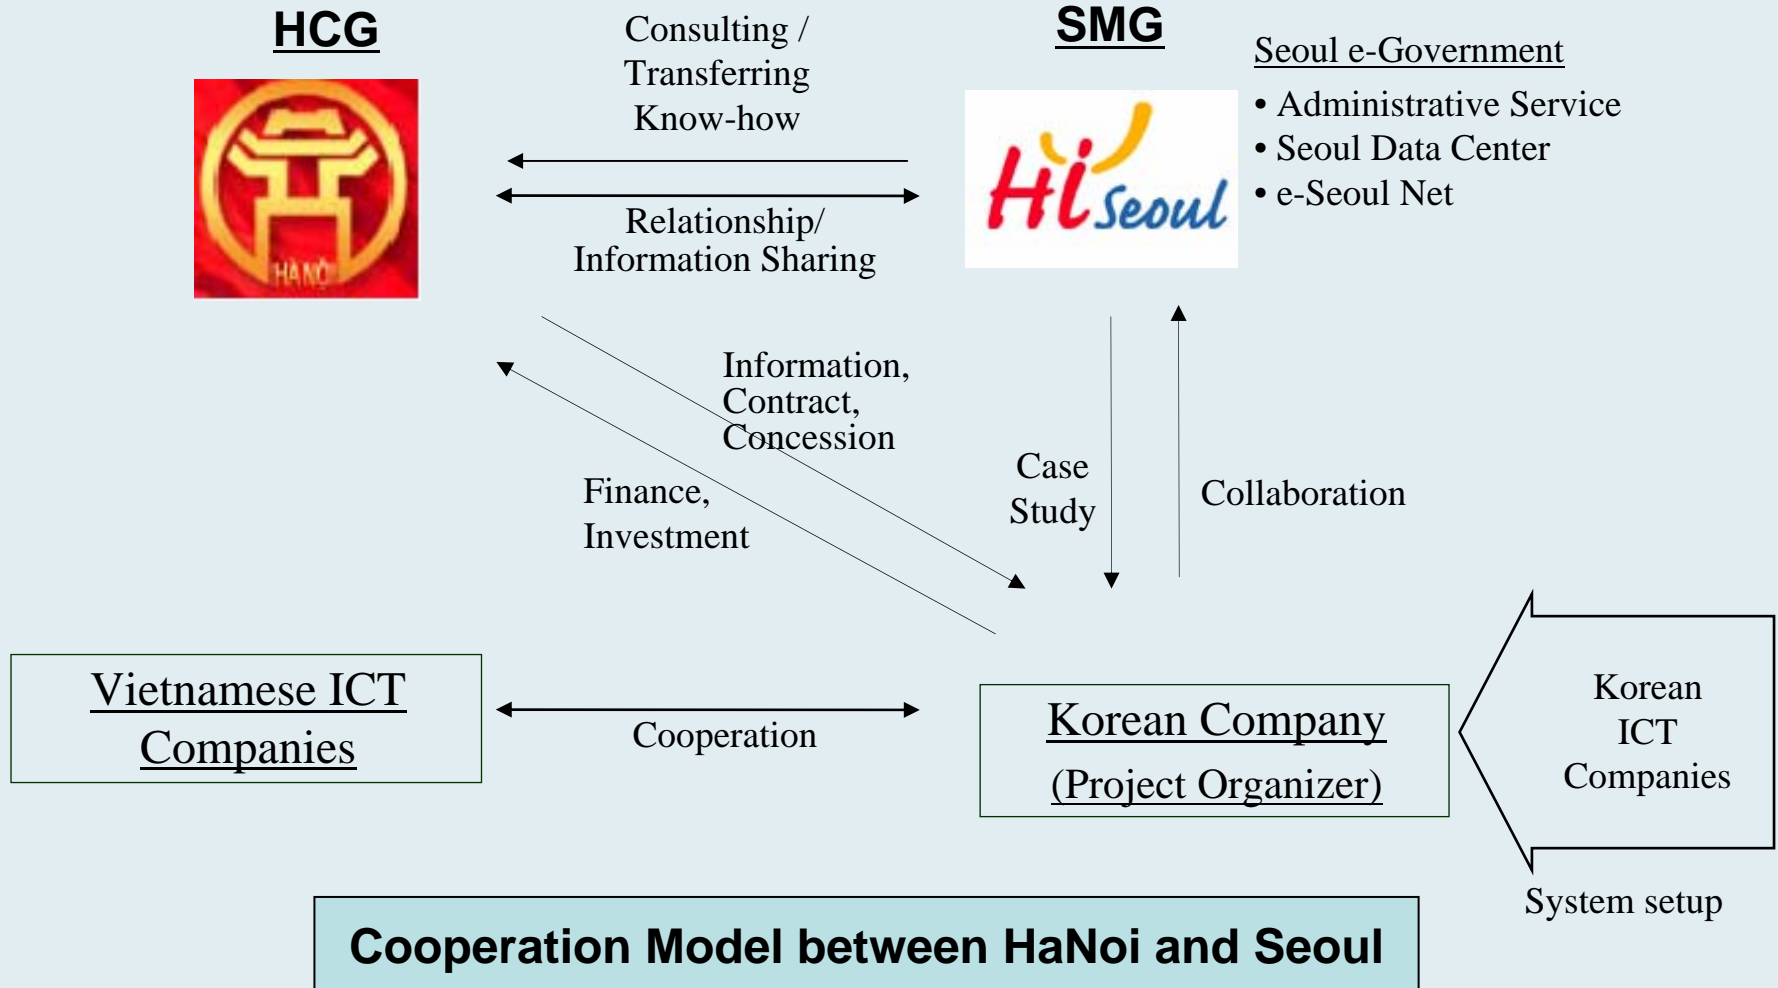 HCG
Consulting /
Transferring
Know-how
SMG
Seoul e-Government
• Administrative Service
• Seoul Data Center
• e-Seoul Net
HÀ NỘI
Hi Seoul
Relationship/
Information Sharing
Information,
Contract,
Concession
Finance,
Investment
Case
Study
Collaboration
Vietnamese ICT
Companies
Cooperation
Korean Company
(Project Organizer)
Korean
ICT
Companies
System setup
Cooperation Model between HaNoi and Seoul